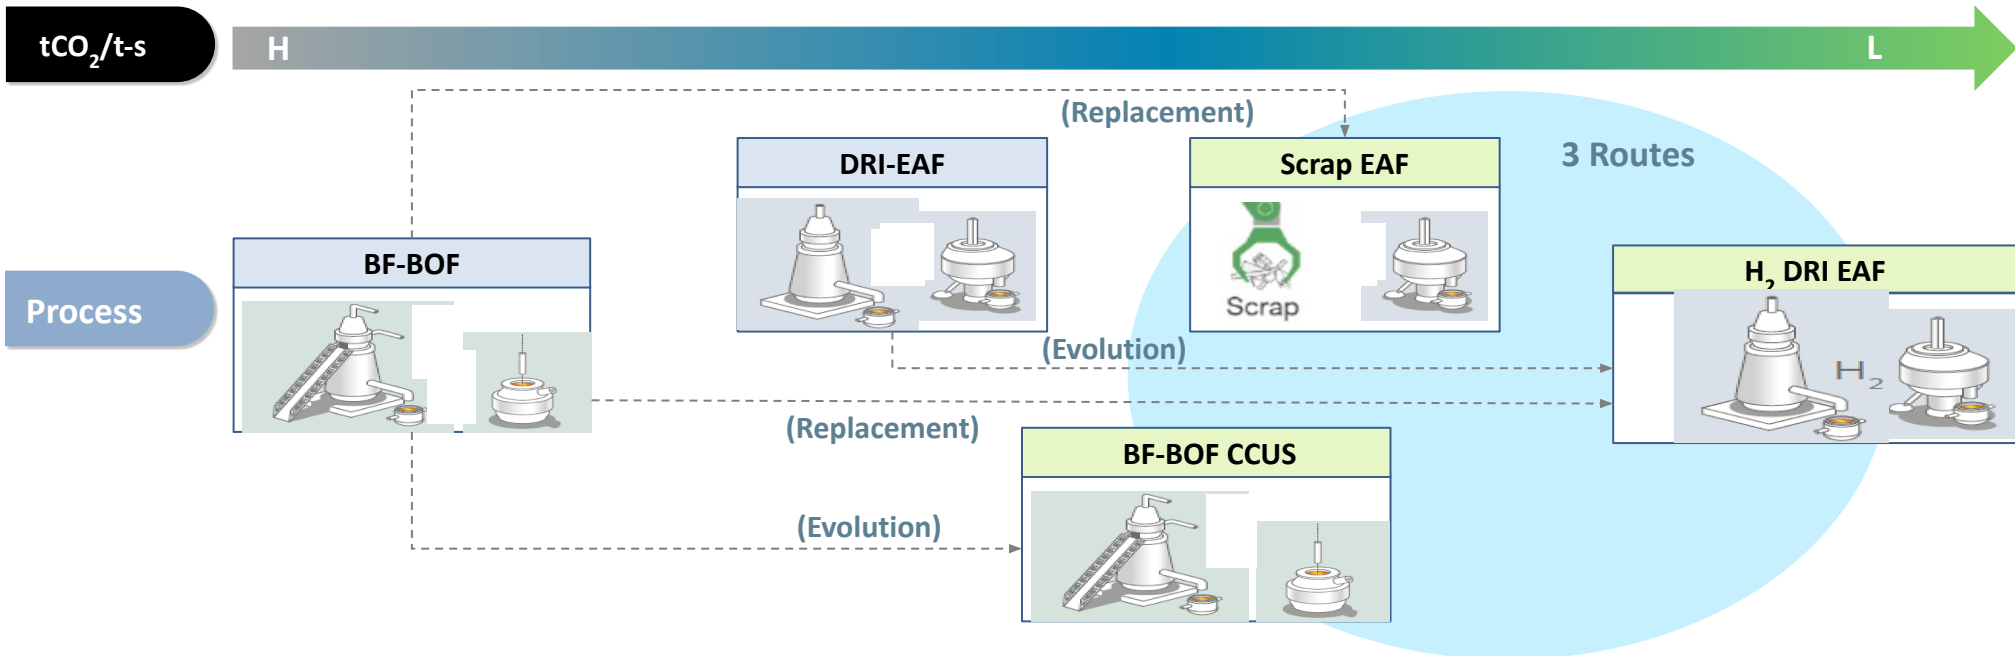 tCO₂/t-s
H
L
(Replacement)
DRI-EAF
Scrap EAF
3 Routes
BF-BOF
H₂ DRI EAF
Process
Scrap
(Evolution)
H₂
(Replacement)
BF-BOF CCUS
(Evolution)